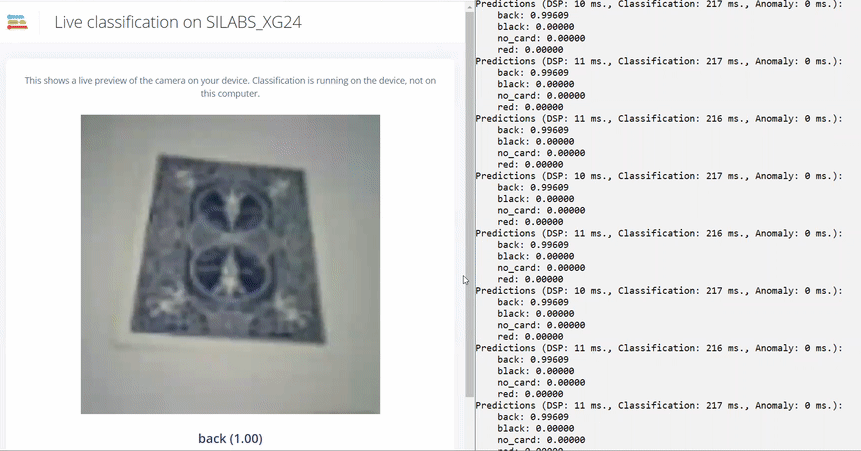 Live classification on SILABS_XG24
This shows a live preview of the camera on your device. Classification is running on the device, not on
this computer.
back (1.00)
Predictions (DSP: 10 ms., Classification: 217 ms., Anomaly: 0 ms.):
back: 0.99609
black: 0.00000
no_card: 0.00000
red: 0.00000
Predictions (DSP: 11 ms., Classification: 217 ms., Anomaly: 0 ms.):
back: 0.99609
black: 0.00000
no_card: 0.00000
red: 0.00000
Predictions (DSP: 11 ms., Classification: 216 ms., Anomaly: 0 ms.):
back: 0.99609
black: 0.00000
no_card: 0.00000
red: 0.00000
Predictions (DSP: 10 ms., Classification: 217 ms., Anomaly: 0 ms.):
back: 0.99609
black: 0.00000
no_card: 0.00000
red: 0.00000
Predictions (DSP: 11 ms., Classification: 216 ms., Anomaly: 0 ms.):
back: 0.99609
black: 0.00000
no_card: 0.00000
red: 0.00000
Predictions (DSP: 10 ms., Classification: 217 ms., Anomaly: 0 ms.):
back: 0.99609
black: 0.00000
no_card: 0.00000
red: 0.00000
Predictions (DSP: 11 ms., Classification: 216 ms., Anomaly: 0 ms.):
back: 0.99609
black: 0.00000
no_card: 0.00000
red: 0.00000
Predictions (DSP: 11 ms., Classification: 217 ms., Anomaly: 0 ms.):
back: 0.99609
black: 0.00000
no_card: 0.00000